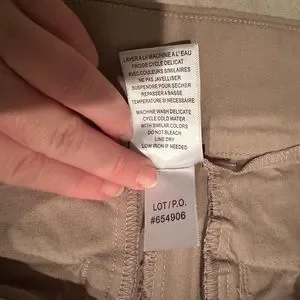 LAVER A LA MACHINE A L'EAU
FROIDE CYCLE DELICAT
AVEC COULEURS SIMILAIRES
NE PAS JAVELLISER
SUSPENDRE POUR SECHER
REPASSER A BASSE
TEMPERATURE SI NECESSAIRE
MACHINE WASH DELICATE
CYCLE COLD WATER
WITH SIMILAR COLORS
DO NOT BLEACH
LINE DRY
LOW IRON IF NEEDED
LOT/P.O.
#654906